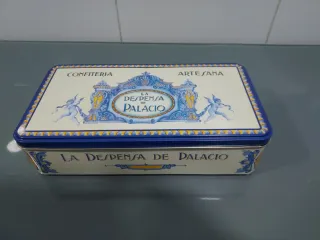 CONFITERIA ARTESANA
LA
DESPENSA
DE
PALACIO
LA DESPENSA DE PALACIO